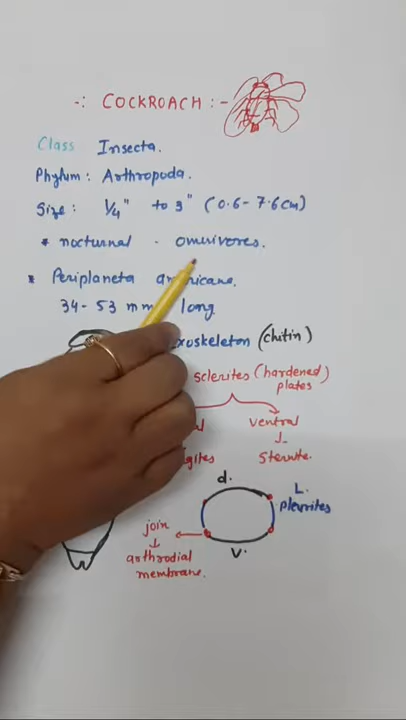 -: COCKROACH :-
Class Insecta.
Phylum: Arthropoda.
Size: 1/4" to 3" (0.6 - 7.6 cm)
* nocturnal - omnivores.
* Periplaneta americana.
34 - 53 mm long
exoskeleton (chitin)
sclerites (hardened
plates)
ventral
Sternite.
d.
L.
pleurites
join
arthrodial
membrane.
v.